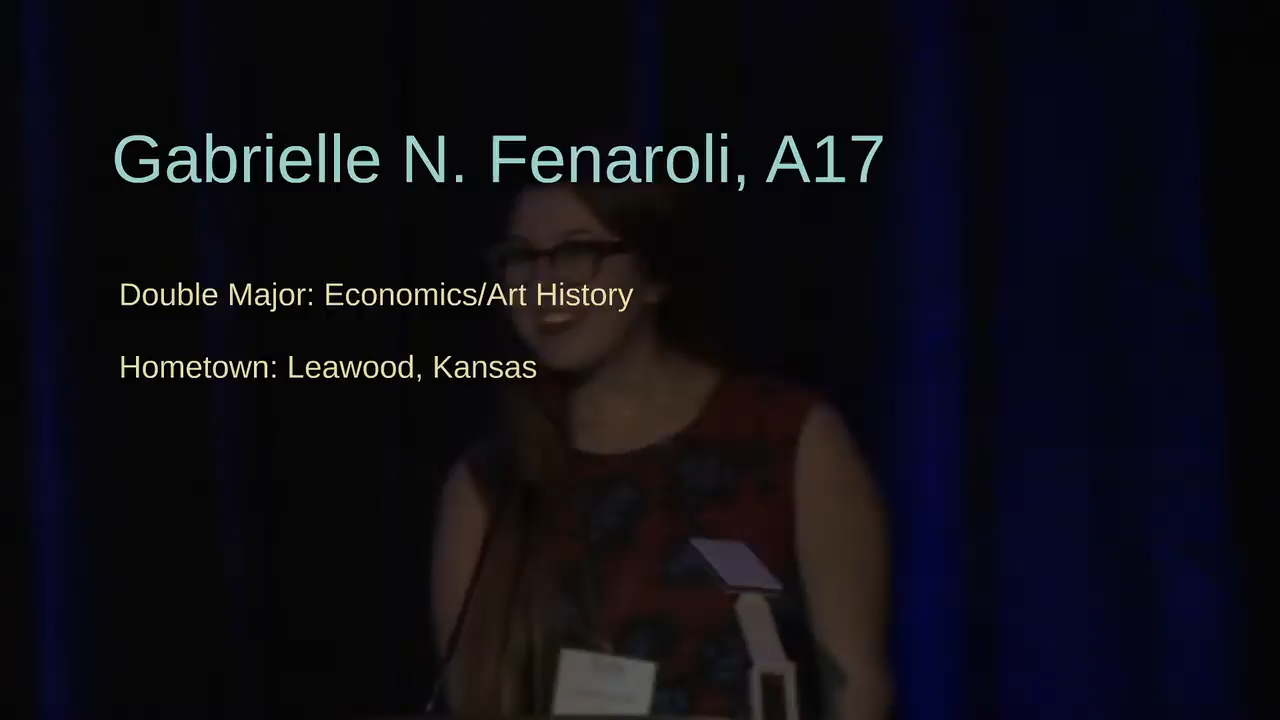 Gabrielle N. Fenaroli, A17
Double Major: Economics/Art History
Hometown: Leawood, Kansas